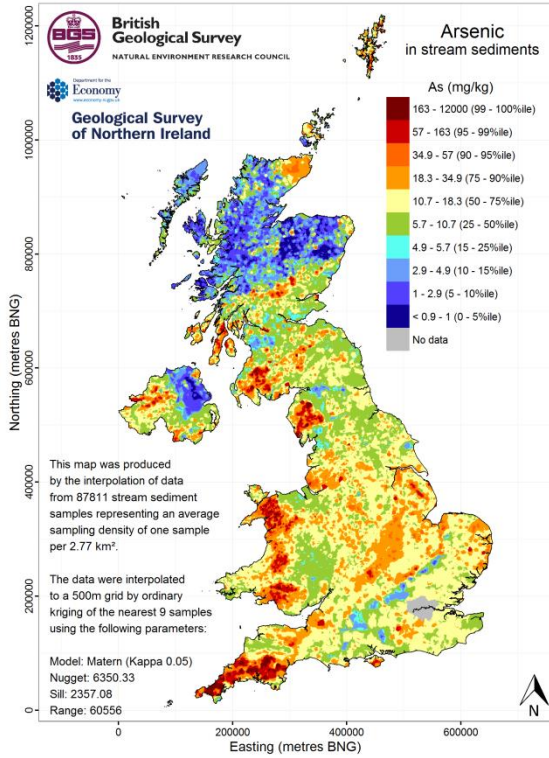 British
Geological Survey
NATURAL ENVIRONMENT RESEARCH COUNCIL
BGS
1835
Department for the
Economy
www.economy-ni.gov.uk
Geological Survey
of Northern Ireland
Arsenic
in stream sediments
As (mg/kg)
163 - 12000 (99 - 100%ile)
57 - 163 (95 - 99%ile)
34.9 - 57 (90 - 95%ile)
18.3 - 34.9 (75 - 90%ile)
10.7 - 18.3 (50 - 75%ile)
5.7 - 10.7 (25 - 50%ile)
4.9 - 5.7 (15 - 25%ile)
2.9 - 4.9 (10 - 15%ile)
1 - 2.9 (5 - 10%ile)
< 0.9 - 1 (0 - 5%ile)
No data
This map was produced
by the interpolation of data
from 87811 stream sediment
samples representing an average
sampling density of one sample
per 2.77 km².
The data were interpolated
to a 500m grid by ordinary
kriging of the nearest 9 samples
using the following parameters:
Model: Matern (Kappa 0.05)
Nugget: 6350.33
Sill: 2357.08
Range: 60556
Northing (metres BNG)
1200000
1000000
800000
600000
400000
200000
0
0
200000
400000
600000
Easting (metres BNG)
N